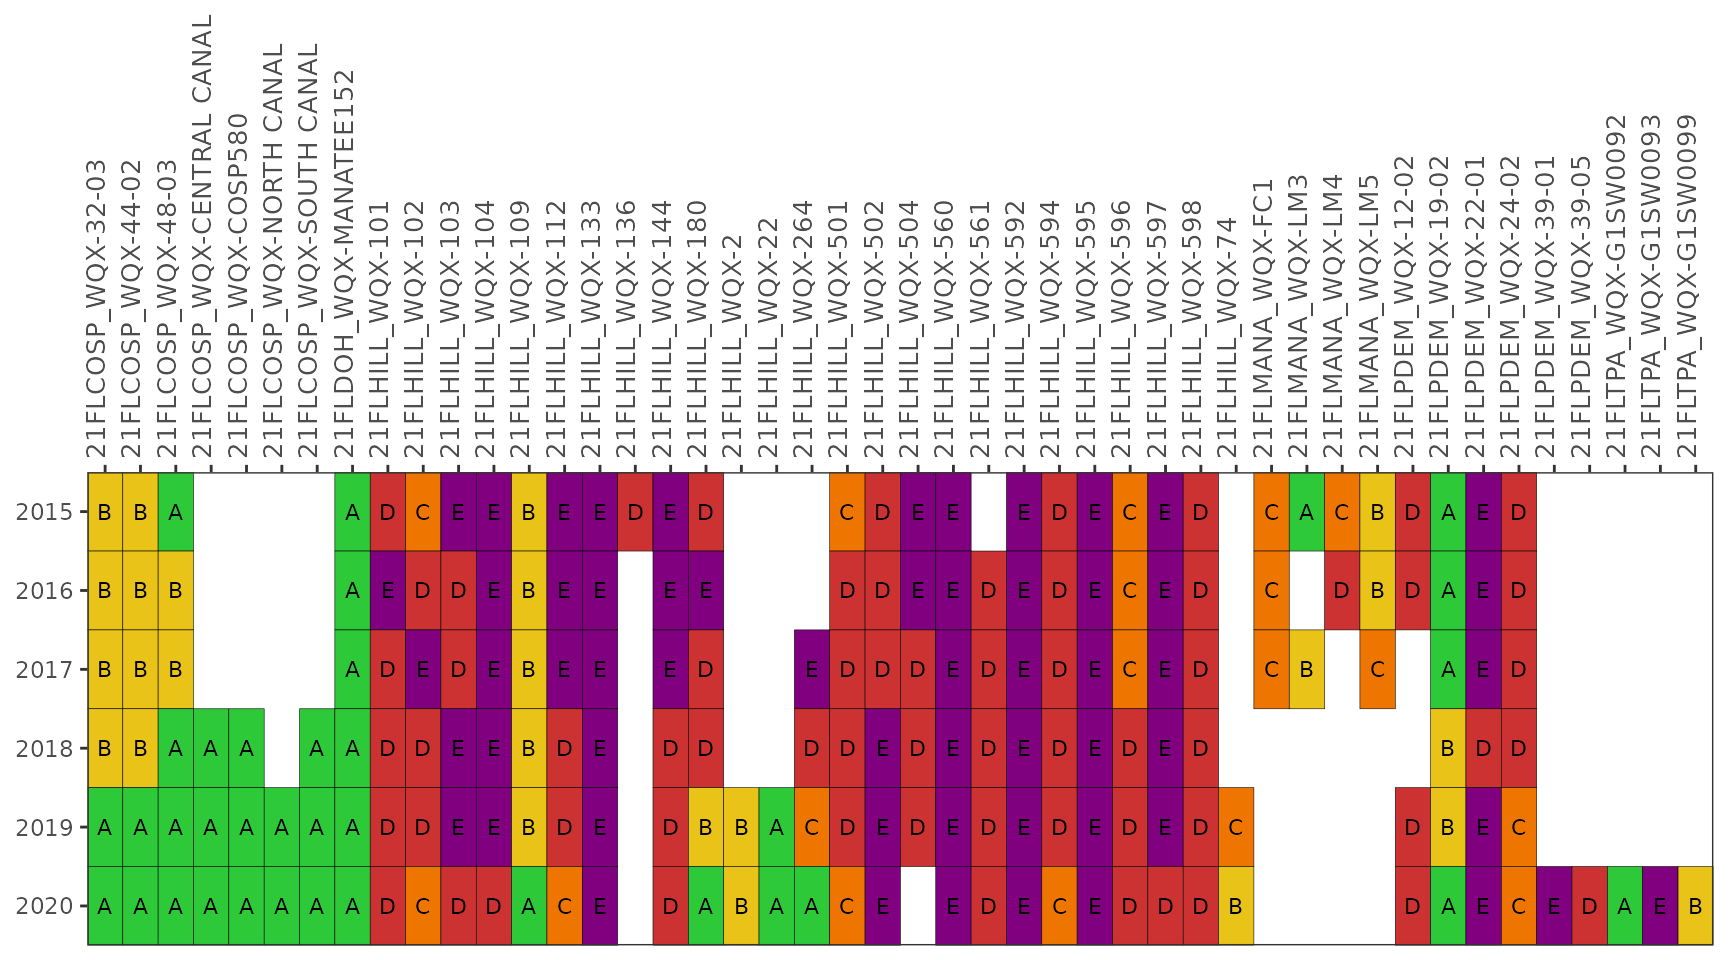 21FLCOSP_WQX-32-03
21FLCOSP_WQX-44-02
21FLCOSP_WQX-48-03
21FLCOSP_WQX-CENTRAL CANAL
21FLCOSP_WQX-COSP580
21FLCOSP_WQX-NORTH CANAL
21FLCOSP_WQX-SOUTH CANAL
21FLDOH_WQX-MANATEE152
21FLHILL_WQX-101
21FLHILL_WQX-102
21FLHILL_WQX-103
21FLHILL_WQX-104
21FLHILL_WQX-109
21FLHILL_WQX-112
21FLHILL_WQX-133
21FLHILL_WQX-136
21FLHILL_WQX-144
21FLHILL_WQX-180
21FLHILL_WQX-2
21FLHILL_WQX-22
21FLHILL_WQX-264
21FLHILL_WQX-501
21FLHILL_WQX-502
21FLHILL_WQX-504
21FLHILL_WQX-560
21FLHILL_WQX-561
21FLHILL_WQX-592
21FLHILL_WQX-594
21FLHILL_WQX-595
21FLHILL_WQX-596
21FLHILL_WQX-597
21FLHILL_WQX-598
21FLHILL_WQX-74
21FLMANA_WQX-FC1
21FLMANA_WQX-LM3
21FLMANA_WQX-LM4
21FLMANA_WQX-LM5
21FLPDEM_WQX-12-02
21FLPDEM_WQX-19-02
21FLPDEM_WQX-22-01
21FLPDEM_WQX-24-02
21FLPDEM_WQX-39-01
21FLPDEM_WQX-39-05
21FLTPA_WQX-G1SW0092
21FLTPA_WQX-G1SW0093
21FLTPA_WQX-G1SW0099
2015 B B A A D C E E B E E D E D C D E E E D E C E D C A C B D A E D
2016 B B B A E D D E B E E E E D D E E D E D E C E D C D B D A E D
2017 B B B A D E D E B E E E D E D D D E D E D E C E D C B C A E D
2018 B B A A A A A D D E E B D E D D D D E D E D E D E D E D B D D
2019 A A A A A A A A D D E E B D E D B B A C D E D E D E D E D E D C D B E C
2020 A A A A A A A A D C D D A C E D A B A A C E E D E C E D D D B D A E C E D A E B